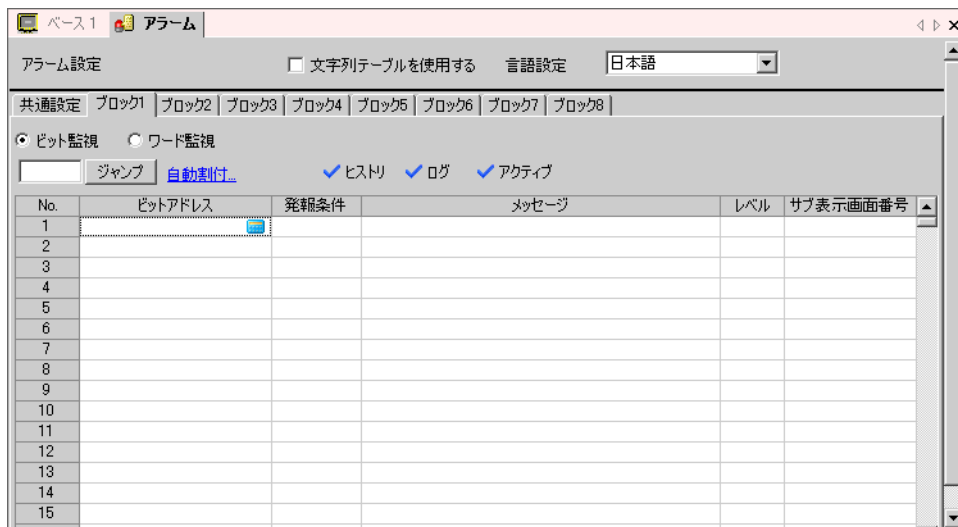 ベース1 アラーム
アラーム設定 文字列テーブルを使用する 言語設定 日本語
共通設定 ブロック1 ブロック2 ブロック3 ブロック4 ブロック5 ブロック6 ブロック7 ブロック8
ビット監視 ワード監視
ジャンプ 自動割付... ヒストリ ログ アクティブ
No. ビットアドレス 発報条件 メッセージ レベル サブ表示画面番号
1
2
3
4
5
6
7
8
9
10
11
12
13
14
15